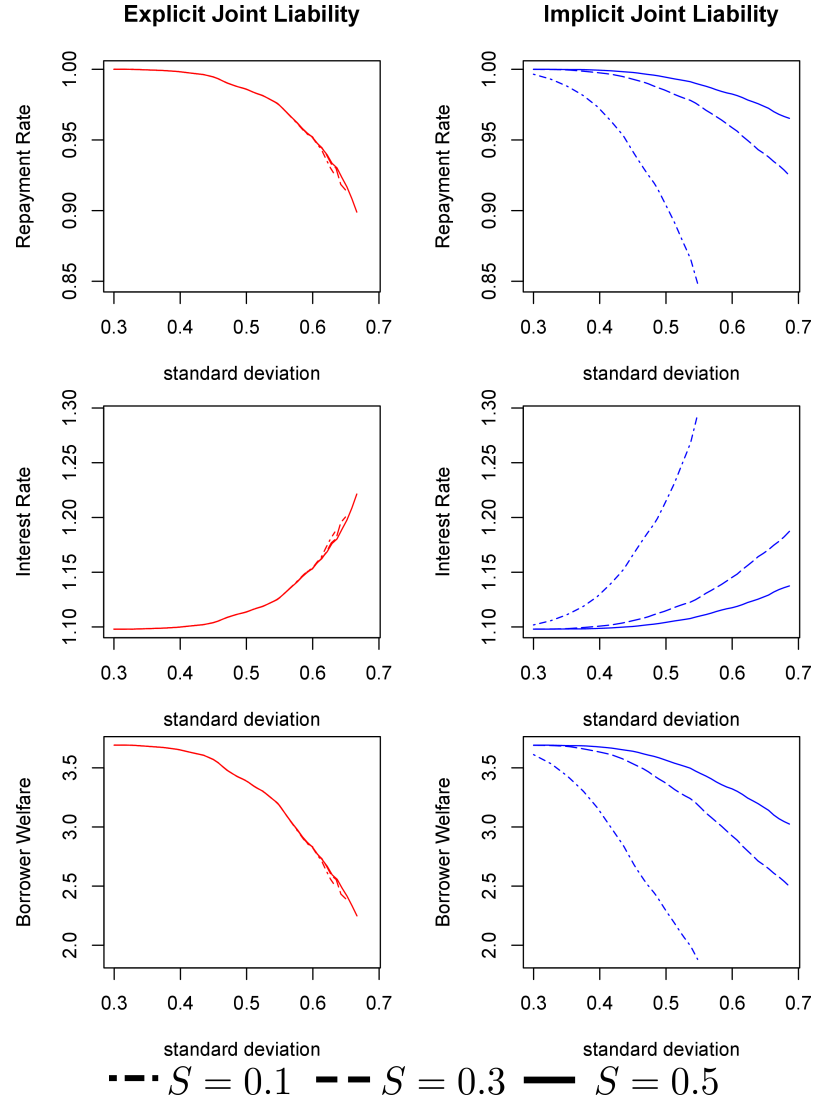 Explicit Joint Liability
Implicit Joint Liability
Repayment Rate
1.00
0.95
0.90
0.85
0.3 0.4 0.5 0.6 0.7
standard deviation
Repayment Rate
1.00
0.95
0.90
0.85
0.3 0.4 0.5 0.6 0.7
standard deviation
Interest Rate
1.30
1.25
1.20
1.15
1.10
0.3 0.4 0.5 0.6 0.7
standard deviation
Interest Rate
1.30
1.25
1.20
1.15
1.10
0.3 0.4 0.5 0.6 0.7
standard deviation
Borrower Welfare
3.5
3.0
2.5
2.0
0.3 0.4 0.5 0.6 0.7
standard deviation
Borrower Welfare
3.5
3.0
2.5
2.0
0.3 0.4 0.5 0.6 0.7
standard deviation
S = 0.1 S = 0.3 S = 0.5